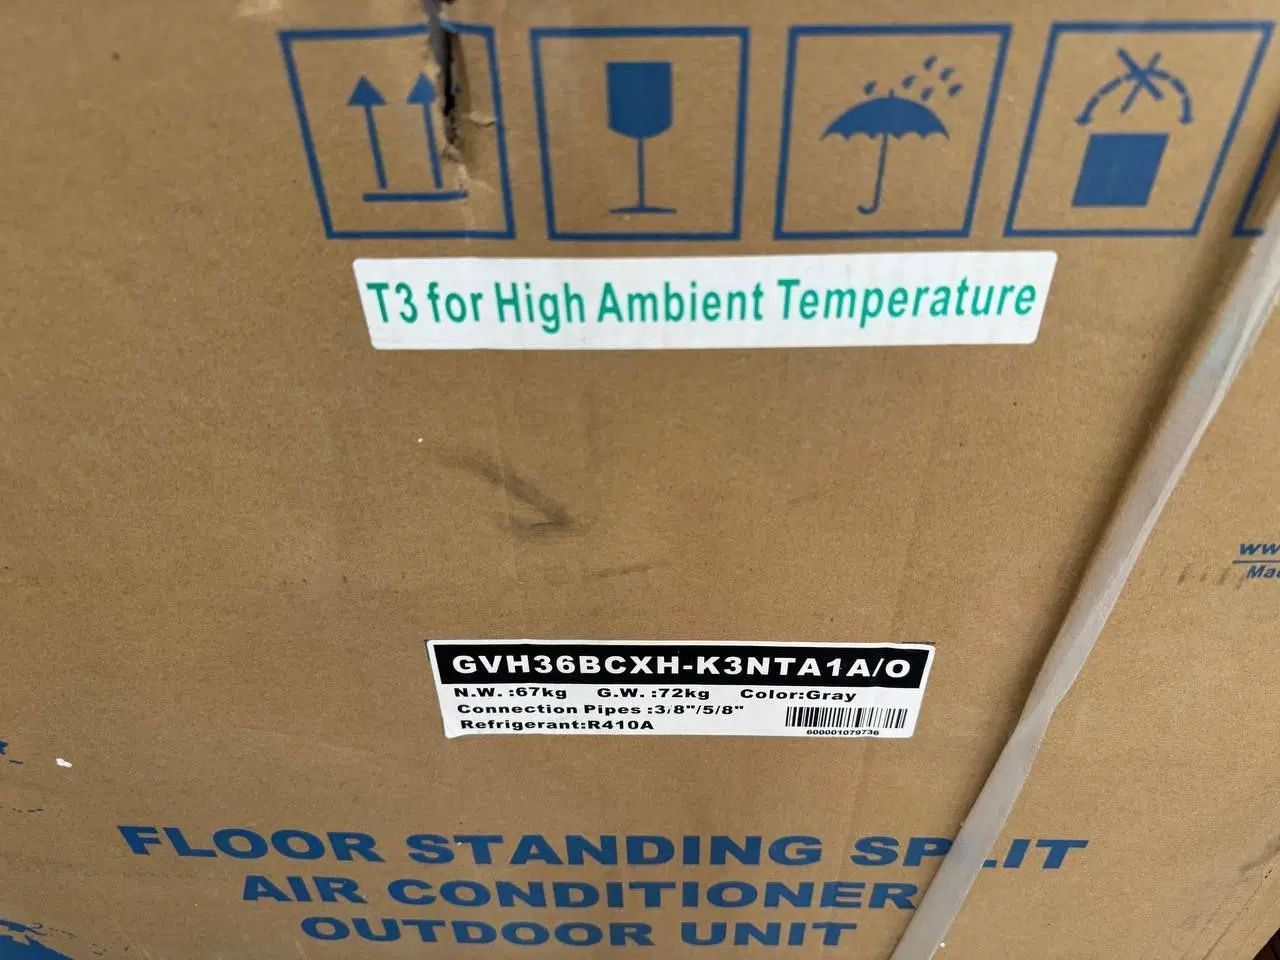 T3 for High Ambient Temperature
GVH36BCXH-K3NTA1A/O
N.W. :67kg G.W. :72kg Color:Gray
Connection Pipes :3/8"/5/8"
Refrigerant:R410A
600001079736
FLOOR STANDING SPLIT
AIR CONDITIONER
OUTDOOR UNIT